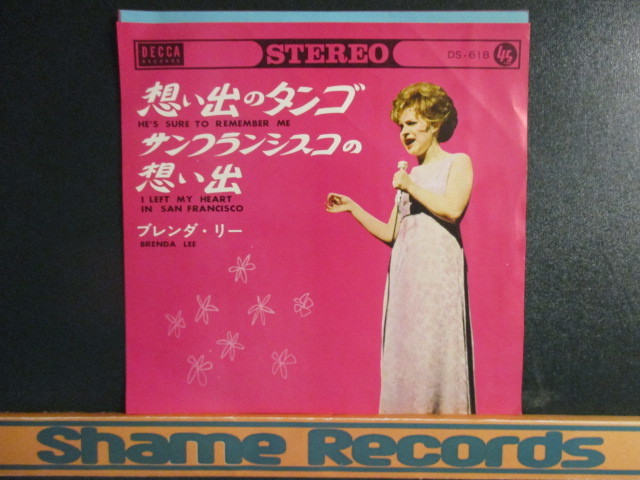 DECCA
RECORDS
STEREO
DS-618
45
想い出のタンゴ
HE'S SURE TO REMEMBER ME
サンフランシスコの
想い出
I LEFT MY HEART
IN SAN FRANCISCO
ブレンダ・リー
BRENDA LEE
Shame Records